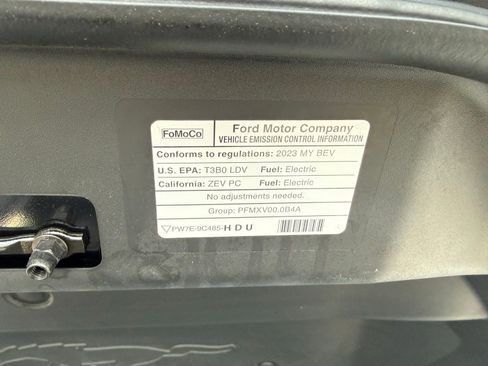 FoMoCo
Ford Motor Company
VEHICLE EMISSION CONTROL INFORMATION
Conforms to regulations: 2023 MY BEV
U.S. EPA: T3B0 LDV Fuel: Electric
California: ZEV PC Fuel: Electric
No adjustments needed.
Group: PFMXV00.0B4A
PW7E-9C485-HDU